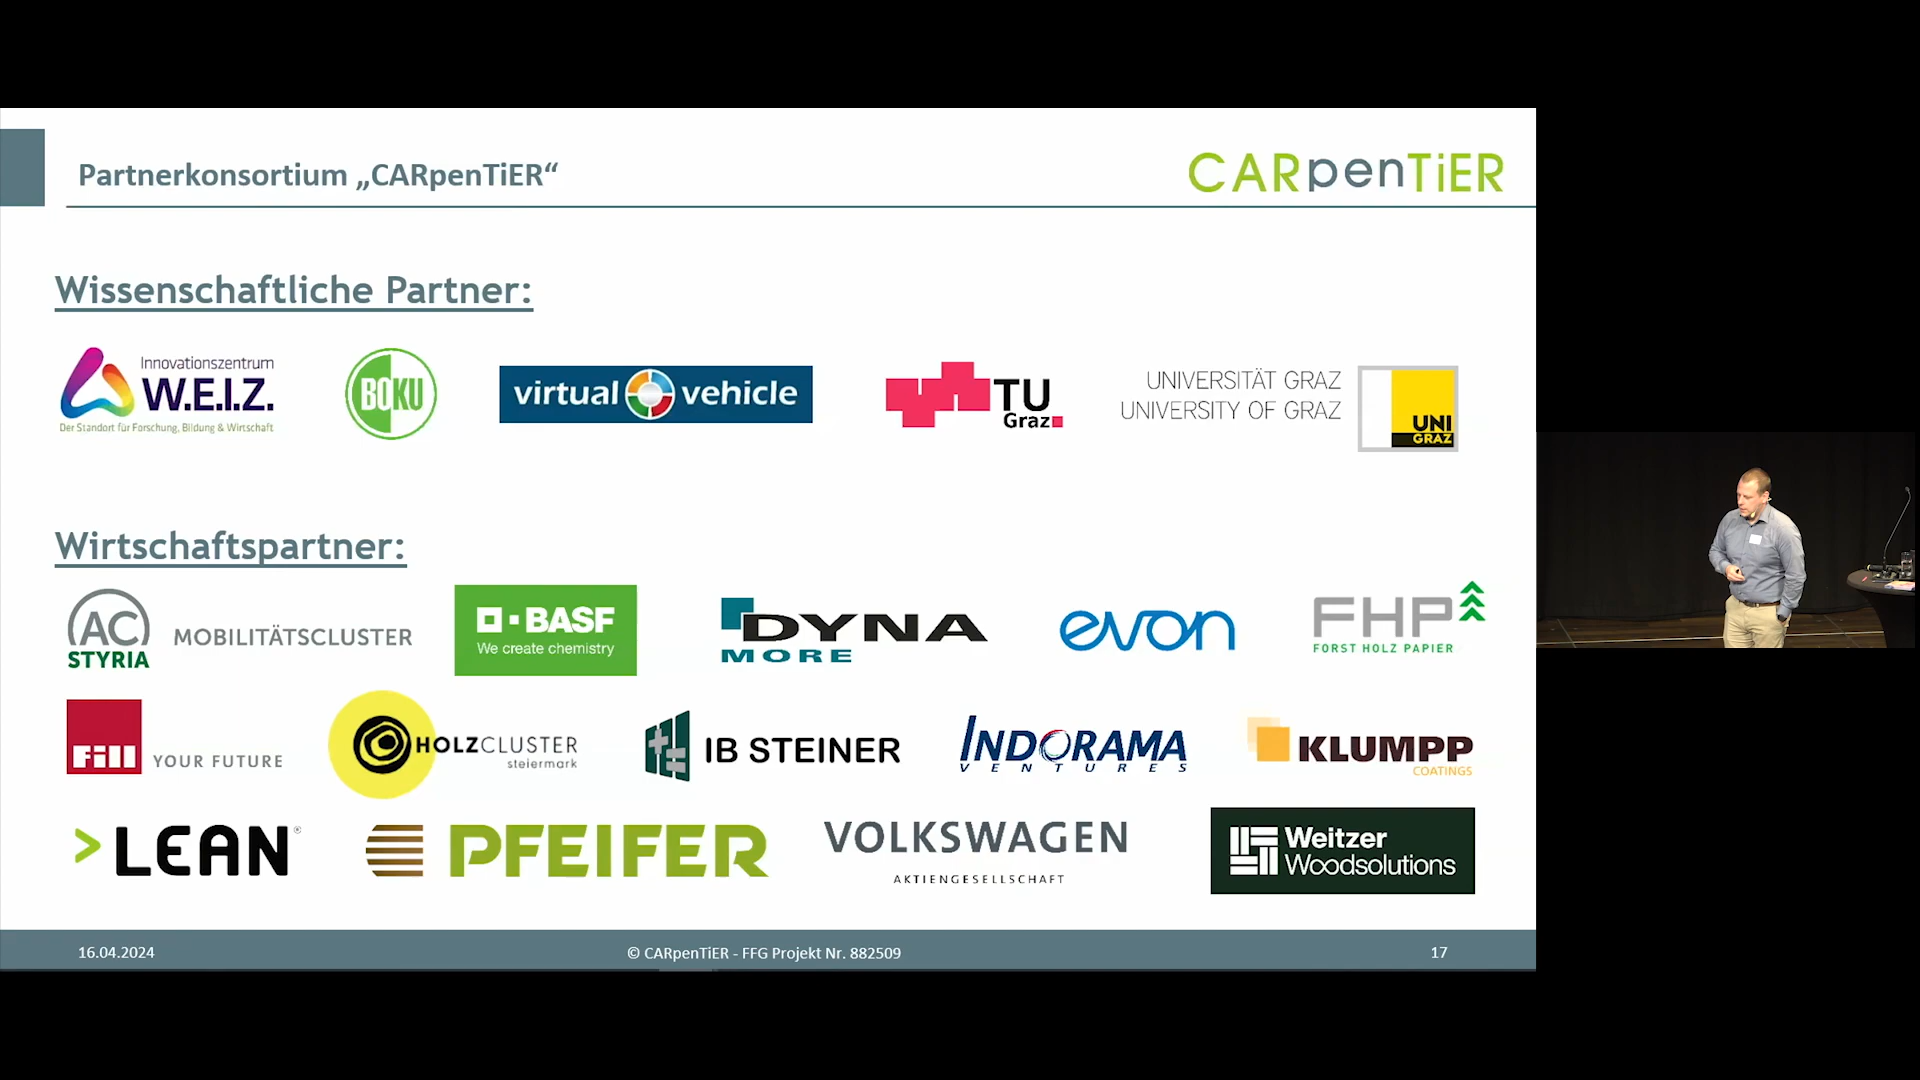 Partnerkonsortium „CARpenTiER“
CARpenTiER
Wissenschaftliche Partner:
Innovationszentrum
W.E.I.Z.
Der Standort für Forschung, Bildung & Wirtschaft
BOKU
virtual vehicle
TU
Graz
UNIVERSITÄT GRAZ
UNIVERSITY OF GRAZ
UNI
GRAZ
Wirtschaftspartner:
AC
STYRIA
MOBILITÄTSCLUSTER
BASF
We create chemistry
DYNA
MORE
evon
FHP
FORST HOLZ PAPIER
Fill
YOUR FUTURE
HOLZCLUSTER
steiermark
IB STEINER
INDORAMA
VENTURES
KLUMPP
COATINGS
>LEAN®
PFEIFER
VOLKSWAGEN
AKTIENGESELLSCHAFT
Weitzer
Woodsolutions
16.04.2024
© CARpenTiER - FFG Projekt Nr. 882509
17